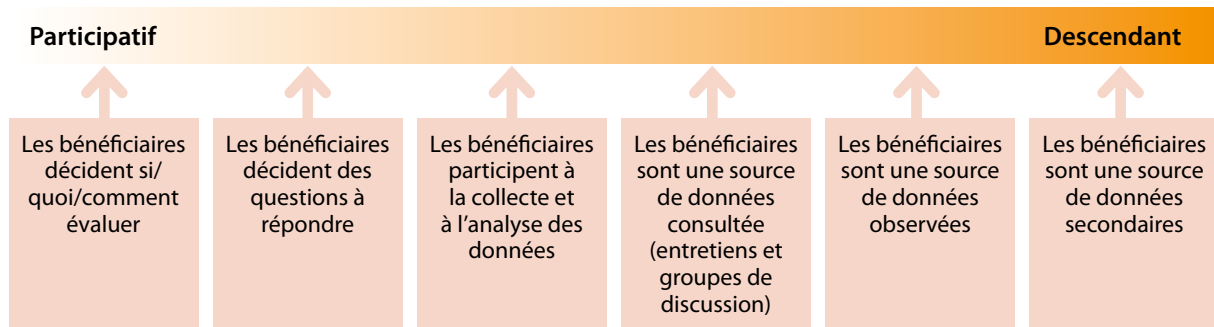 Participatif
Descendant
Les bénéficiaires
décident si/
quoi/comment
évaluer
Les bénéficiaires
décident des
questions à
répondre
Les bénéficiaires
participent à
la collecte et
à l’analyse des
données
Les bénéficiaires
sont une source
de données
consultée
(entretiens et
groupes de
discussion)
Les bénéficiaires
sont une source
de données
observées
Les bénéficiaires
sont une source
de données
secondaires